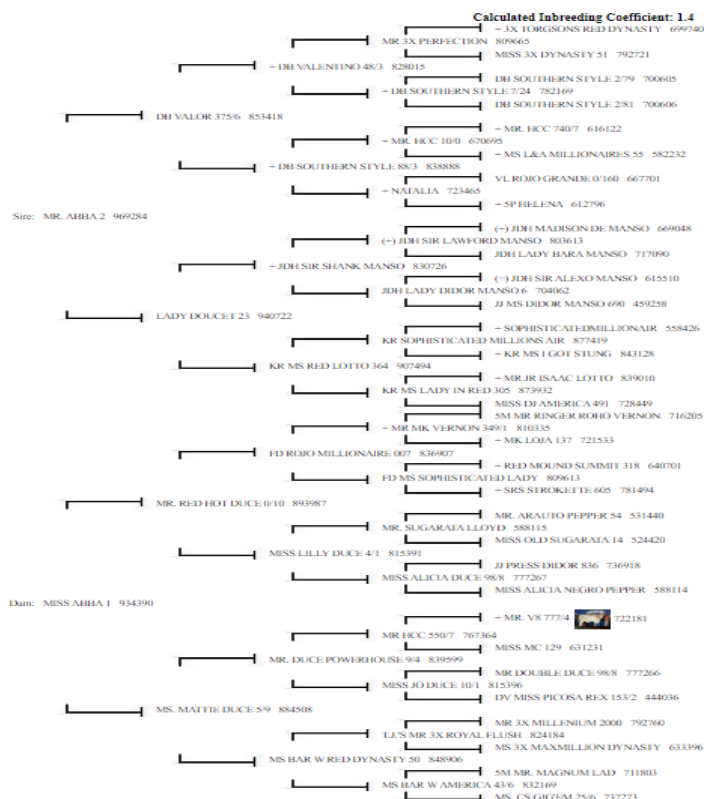 Calculated Inbreeding Coefficient: 1.4
+ 3X TORGSONS RED DYNASTY 699740
MR 3X PERFECTION 809665
MISS 3X DYNASTY 51 792721
+ DB VALENTINO 48/3 828015
DB SOUTHERN STYLE 2/79 700605
+ DB SOUTHERN STYLE 7/24 782169
DB SOUTHERN STYLE 2/81 700606
DB VALOR 375/6 853418
+ MR. HCC 740/7 616122
+ MR. HCC 10/0 670695
+ MS L&A MILLIONAIRES 55 582232
+ DB SOUTHERN STYLE 88/3 838888
VL ROJO GRANDE 0/160 667701
+ NATALIA 723465
+ 5P HELENA 612796
Sire: MR. ABBA 2 969284
(+) JDH MADISON DE MANSO 669048
(+) JDH SIR LAWFORD MANSO 803613
JDH LADY BARA MANSO 717090
+ JDH SIR SHANK MANSO 830726
(=) JDH SIR ALEXO MANSO 615510
JDH LADY DIDOR MANSO 6 704062
JJ MS DIDOR MANSO 690 459258
LADY DOUCET 23 940722
+ SOPHISTICATEDMILLIONAIR 558426
KR SOPHISTICATED MILLIONS AIR 877419
+ KR MS I GOT STUNG 843128
KR MS RED LOTTO 364 907494
+ MR JR ISAAC LOTTO 839010
KR MS LADY IN RED 305 873932
MISS DJ AMERICA 491 728449
5M MR RINGER ROHO VERNON 716205
+ MR MK VERNON 349/1 810335
+ MK LOJA 137 721533
FD ROJO MILLIONAIRE 007 836907
+ RED MOUND SUMMIT 318 640701
FD MS SOPHISTICATED LADY 809613
+ SRS STROKETTE 605 781494
MR. RED HOT DUCE 0/10 893987
MR. ARAUTO PEPPER 54 531440
MR. SUGARATA LLOYD 588115
MISS OLD SUGARATA 14 524420
MISS LILLY DUCE 4/1 815391
JJ PRESS DIDOR 836 736918
MISS ALICIA DUCE 98/8 777267
MISS ALICIA NEGRO PEPPER 588114
Dam: MISS ABBA 1 934390
+ MR. V8 777/4 722181
MR HCC 550/7 767364
MISS MC 129 631231
MR. DUCE POWERHOUSE 9/4 839599
MR DOUBLE DUCE 98/8 777266
MISS JO DUCE 10/1 815396
DV MISS PICOSA REX 153/2 444036
MS. MATTIE DUCE 5/9 884508
MR 3X MILLENIUM 2000 792760
T.J.'S MR 3X ROYAL FLUSH 824184
MS 3X MAXMILLION DYNASTY 633396
MS BAR W RED DYNASTY 50 848906
5M MR. MAGNUM LAD 711803
MS BAR W AMERICA 43/6 832169
MS. CS GIG'EM 25/6 737773